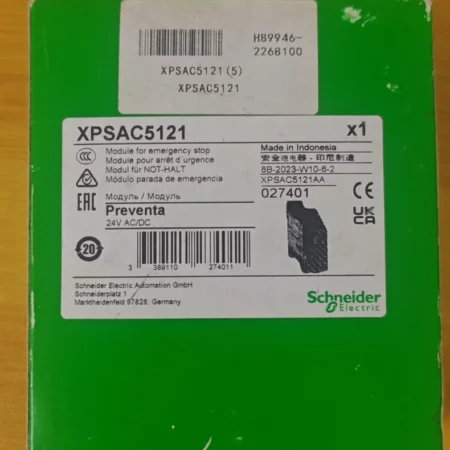 H89946-
2268100
XPSAC5121(5)
XPSAC5121
XPSAC5121 x1
Module for emergency stop
Module pour arrêt d'urgence
Modul für NOT-HALT
Módulo parada de emergencia
Made in Indonesia
安全继电器 - 印尼制造
8B-2023-W10-6-2
XPSAC5121AA
027401
CCC
CE
EAC
Модуль / Модуль
Preventa
24V AC/DC
UK
CA
20
3 389110 274011
Schneider Electric Automation GmbH
Schneiderplatz 1
Marktheidenfeld 97828, Germany
Schneider
Electric